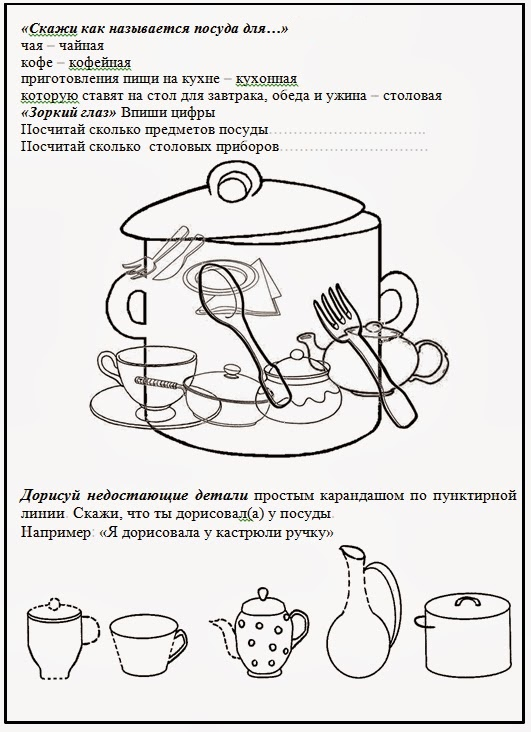 «Скажи как называется посуда для…»
чая – чайная
кофе – кофейная
приготовления пищи на кухне – кухонная
которую ставят на стол для завтрака, обеда и ужина – столовая
«Зоркий глаз» Впиши цифры
Посчитай сколько предметов посуды…………………………..
Посчитай сколько столовых приборов…………………………
Дорисуй недостающие детали простым карандашом по пунктирной
линии. Скажи, что ты дорисовал(а) у посуды.
Например: «Я дорисовала у кастрюли ручку»